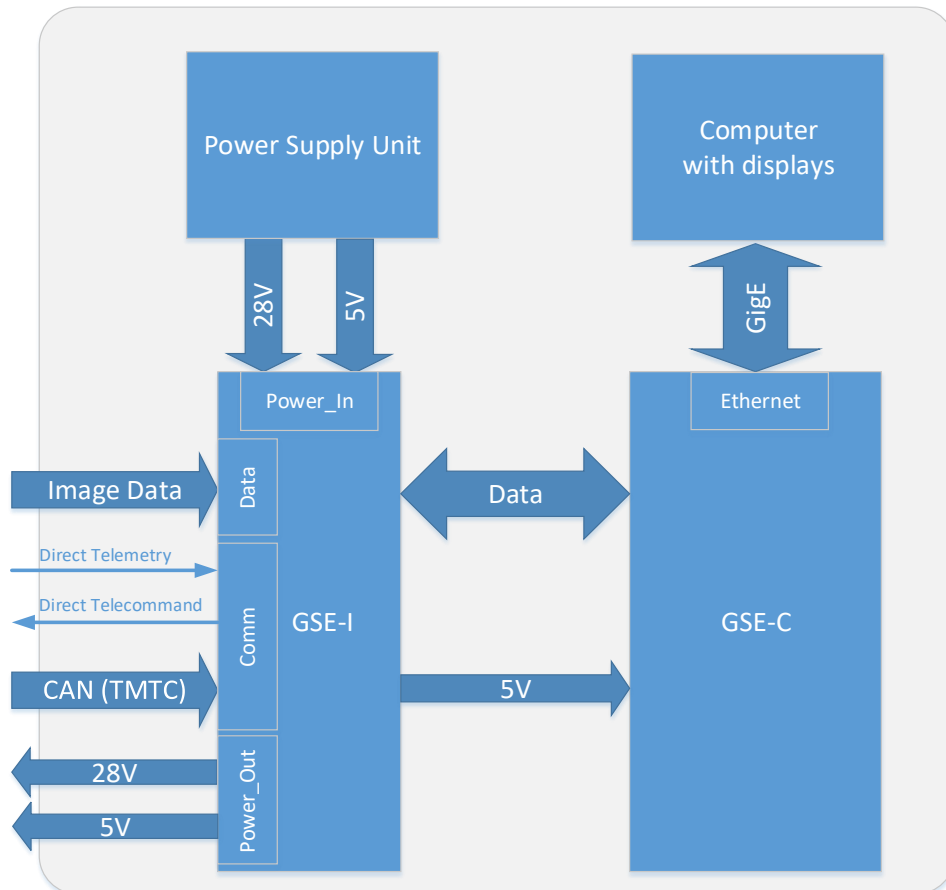 Power Supply Unit
Computer
with displays
28V
5V
GigE
Power_In
Ethernet
Data
Image Data
Data
Direct Telemetry
Direct Telecommand
Comm
GSE-I
GSE-C
CAN (TMTC)
5V
Power_Out
28V
5V